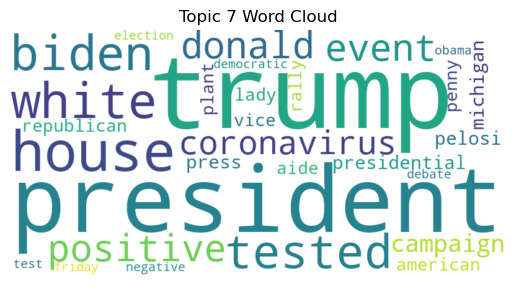 Topic 7 Word Cloud
election
biden
donald
event
obama
democratic
trump
plant
lady
rally
penny
michigan
white
vice
republican
coronavirus
pelosi
house
press
aide
presidential
debate
president
positive
tested
campaign
american
test
friday
negative